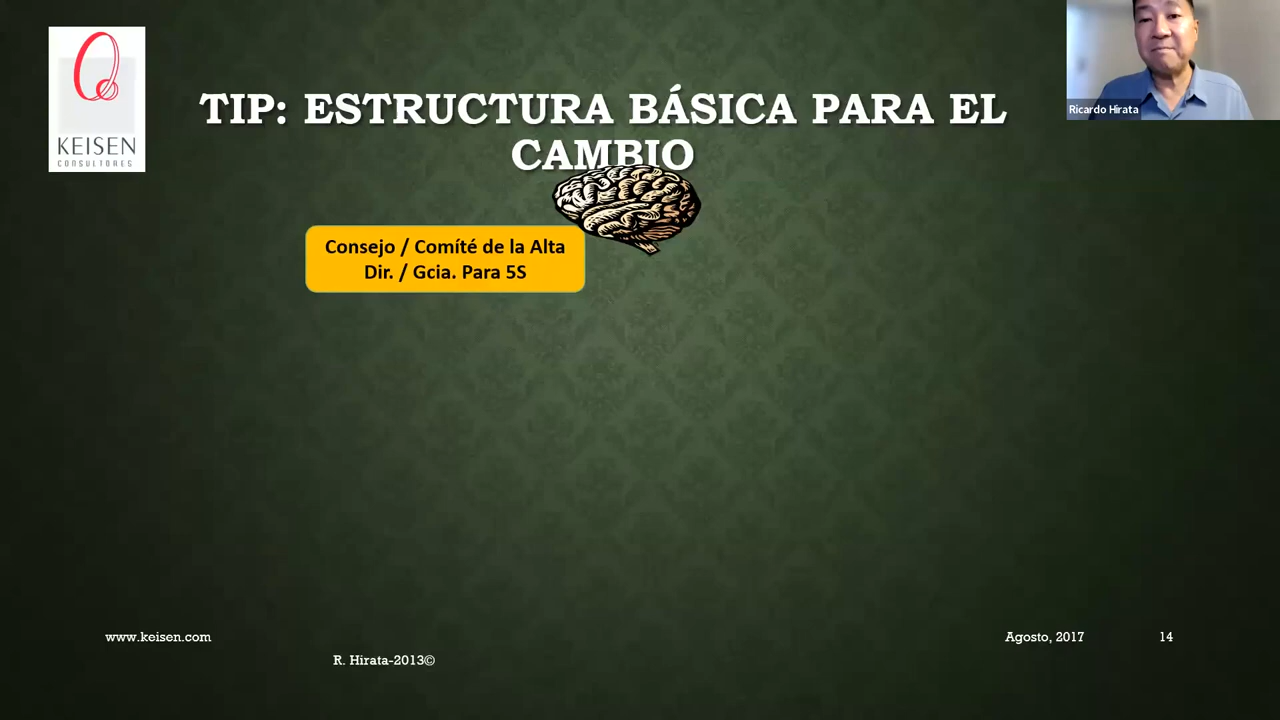 KEISEN
CONSULTORES
TIP: ESTRUCTURA BÁSICA PARA EL
CAMBIO
Ricardo Hirata
Consejo / Comíté de la Alta
Dir. / Gcia. Para 5S
www.keisen.com
Agosto, 2017
14
R. Hirata-2013©